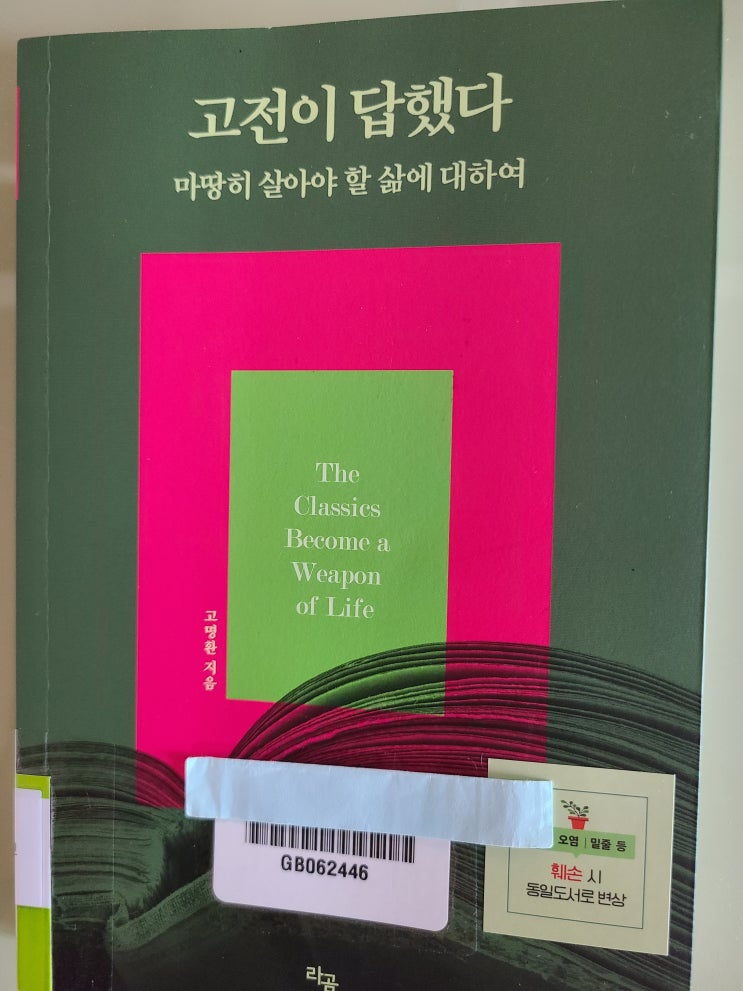 고전이 답했다
마땅히 살아야 할 삶에 대하여
The
Classics
Become a
Weapon
of Life
고명환 지음
GB062446
오염 | 밑줄 등
훼손 시
동일도서로 변상
라곰